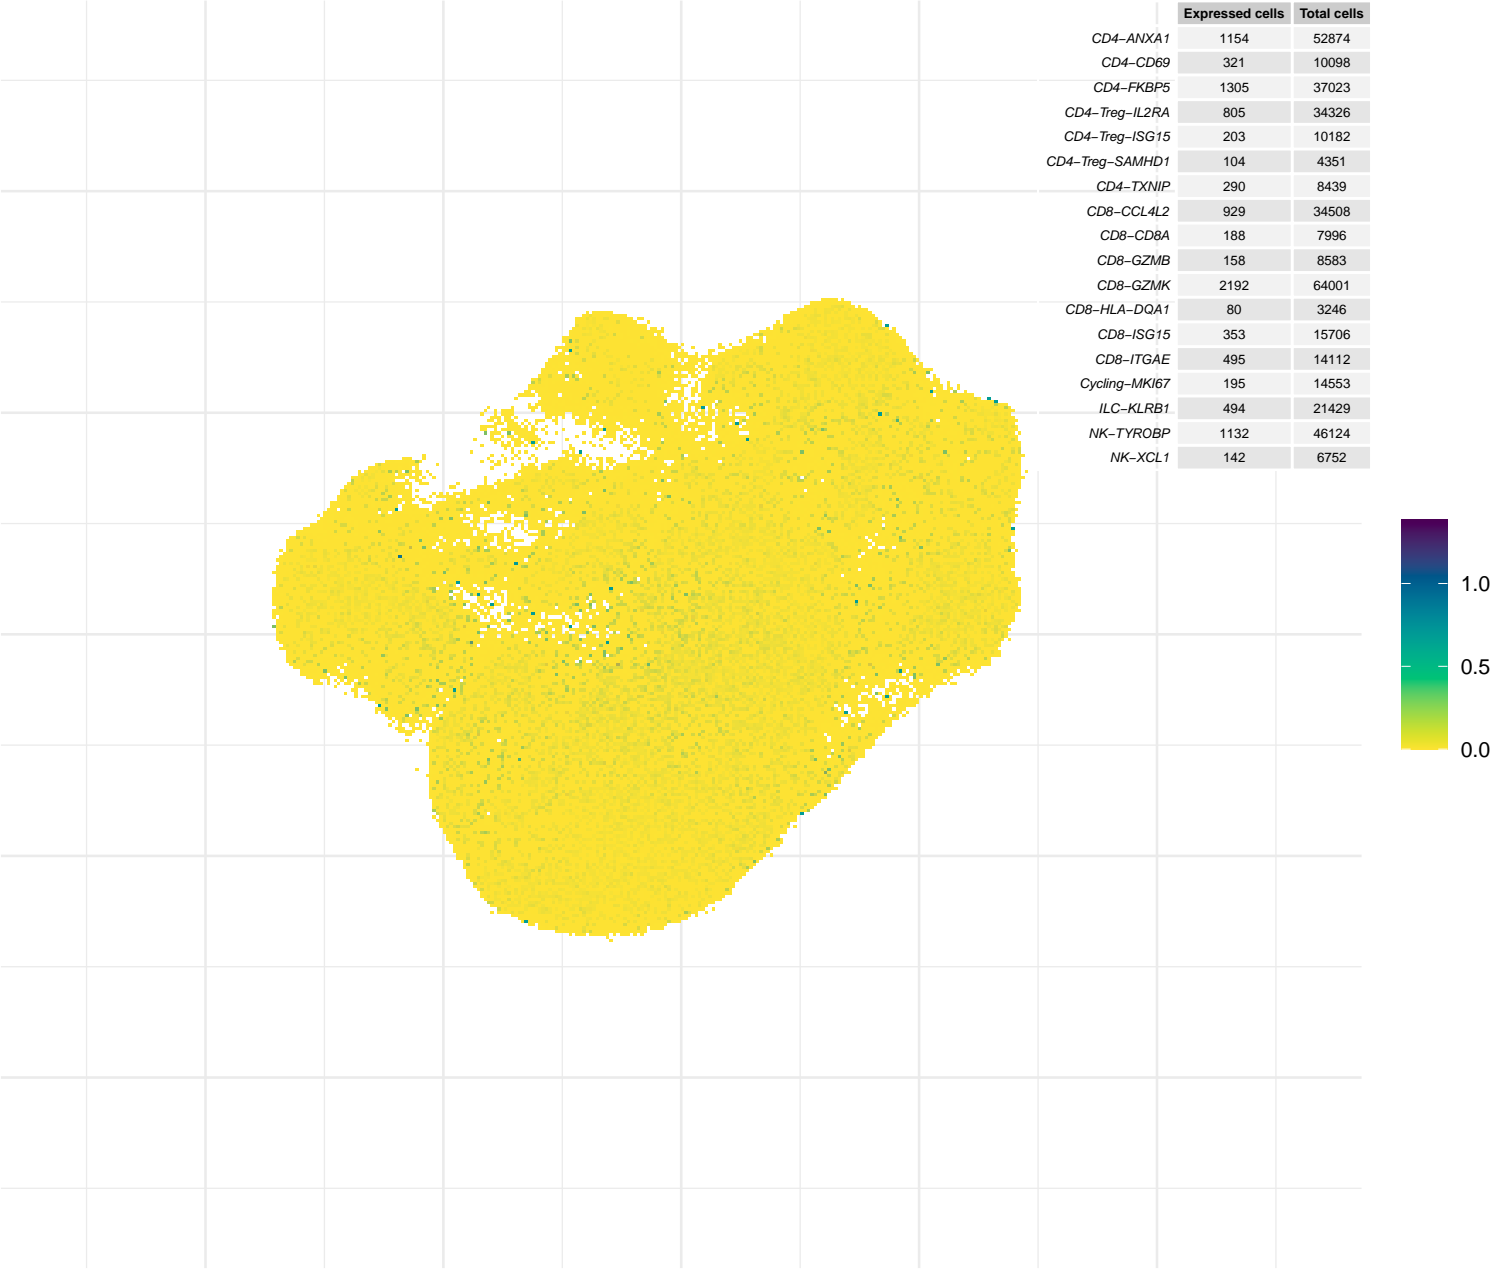 Expressed cells Total cells
CD4−ANXA1 1154 52874
CD4−CD69 321 10098
CD4−FKBP5 1305 37023
CD4−Treg−IL2RA 805 34326
CD4−Treg−ISG15 203 10182
CD4−Treg−SAMHD1 104 4351
CD4−TXNIP 290 8439
CD8−CCL4L2 929 34508
CD8−CD8A 188 7996
CD8−GZMB 158 8583
CD8−GZMK 2192 64001
CD8−HLA−DQA1 80 3246
CD8−ISG15 353 15706
CD8−ITGAE 495 14112
Cycling−MKI67 195 14553
ILC−KLRB1 494 21429
NK−TYROBP 1132 46124
NK−XCL1 142 6752
1.0
0.5
0.0